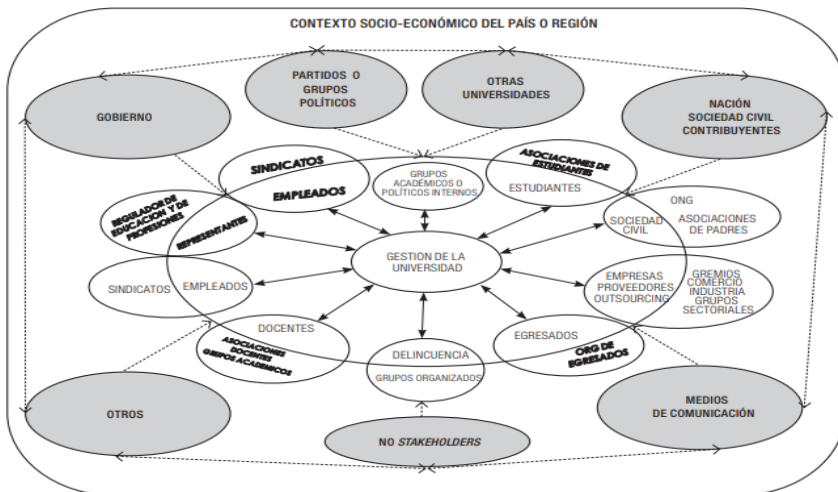 CONTEXTO SOCIO-ECONÓMICO DEL PAÍS O REGIÓN
PARTIDOS O
GRUPOS
POLÍTICOS
OTRAS
UNIVERSIDADES
GOBIERNO
NACIÓN
SOCIEDAD CIVIL
CONTRIBUYENTES
SINDICATOS
EMPLEADOS
GRUPOS
ACADÉMICOS O
POLÍTICOS INTERNOS
ASOCIACIONES DE
ESTUDIANTES
ESTUDIANTES
REGULADOR DE
EDUCACION Y DE
PROFESIONES
REPRESENTANTES
ONG
SOCIEDAD
CIVIL
ASOCIACIONES
DE PADRES
GESTION DE LA
UNIVERSIDAD
SINDICATOS
EMPLEADOS
EMPRESAS
PROVEEDORES
OUTSOURCING
GREMIOS
COMERCIO
INDUSTRIA
GRUPOS
SECTORIALES
DOCENTES
ASOCIACIONES
DOCENTES
GRUPOS ACADEMICOS
DELINCUENCIA
GRUPOS ORGANIZADOS
EGRESADOS
ORG DE
EGRESADOS
OTROS
NO STAKEHOLDERS
MEDIOS
DE COMUNICACIÓN